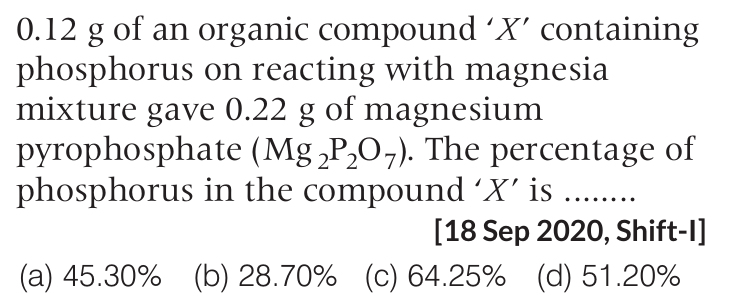 0.12 g of an organic compound ‘X’ containing
phosphorus on reacting with magnesia
mixture gave 0.22 g of magnesium
pyrophosphate (Mg₂P₂O₇). The percentage of
phosphorus in the compound ‘X’ is ........
[18 Sep 2020, Shift-I]
(a) 45.30% (b) 28.70% (c) 64.25% (d) 51.20%